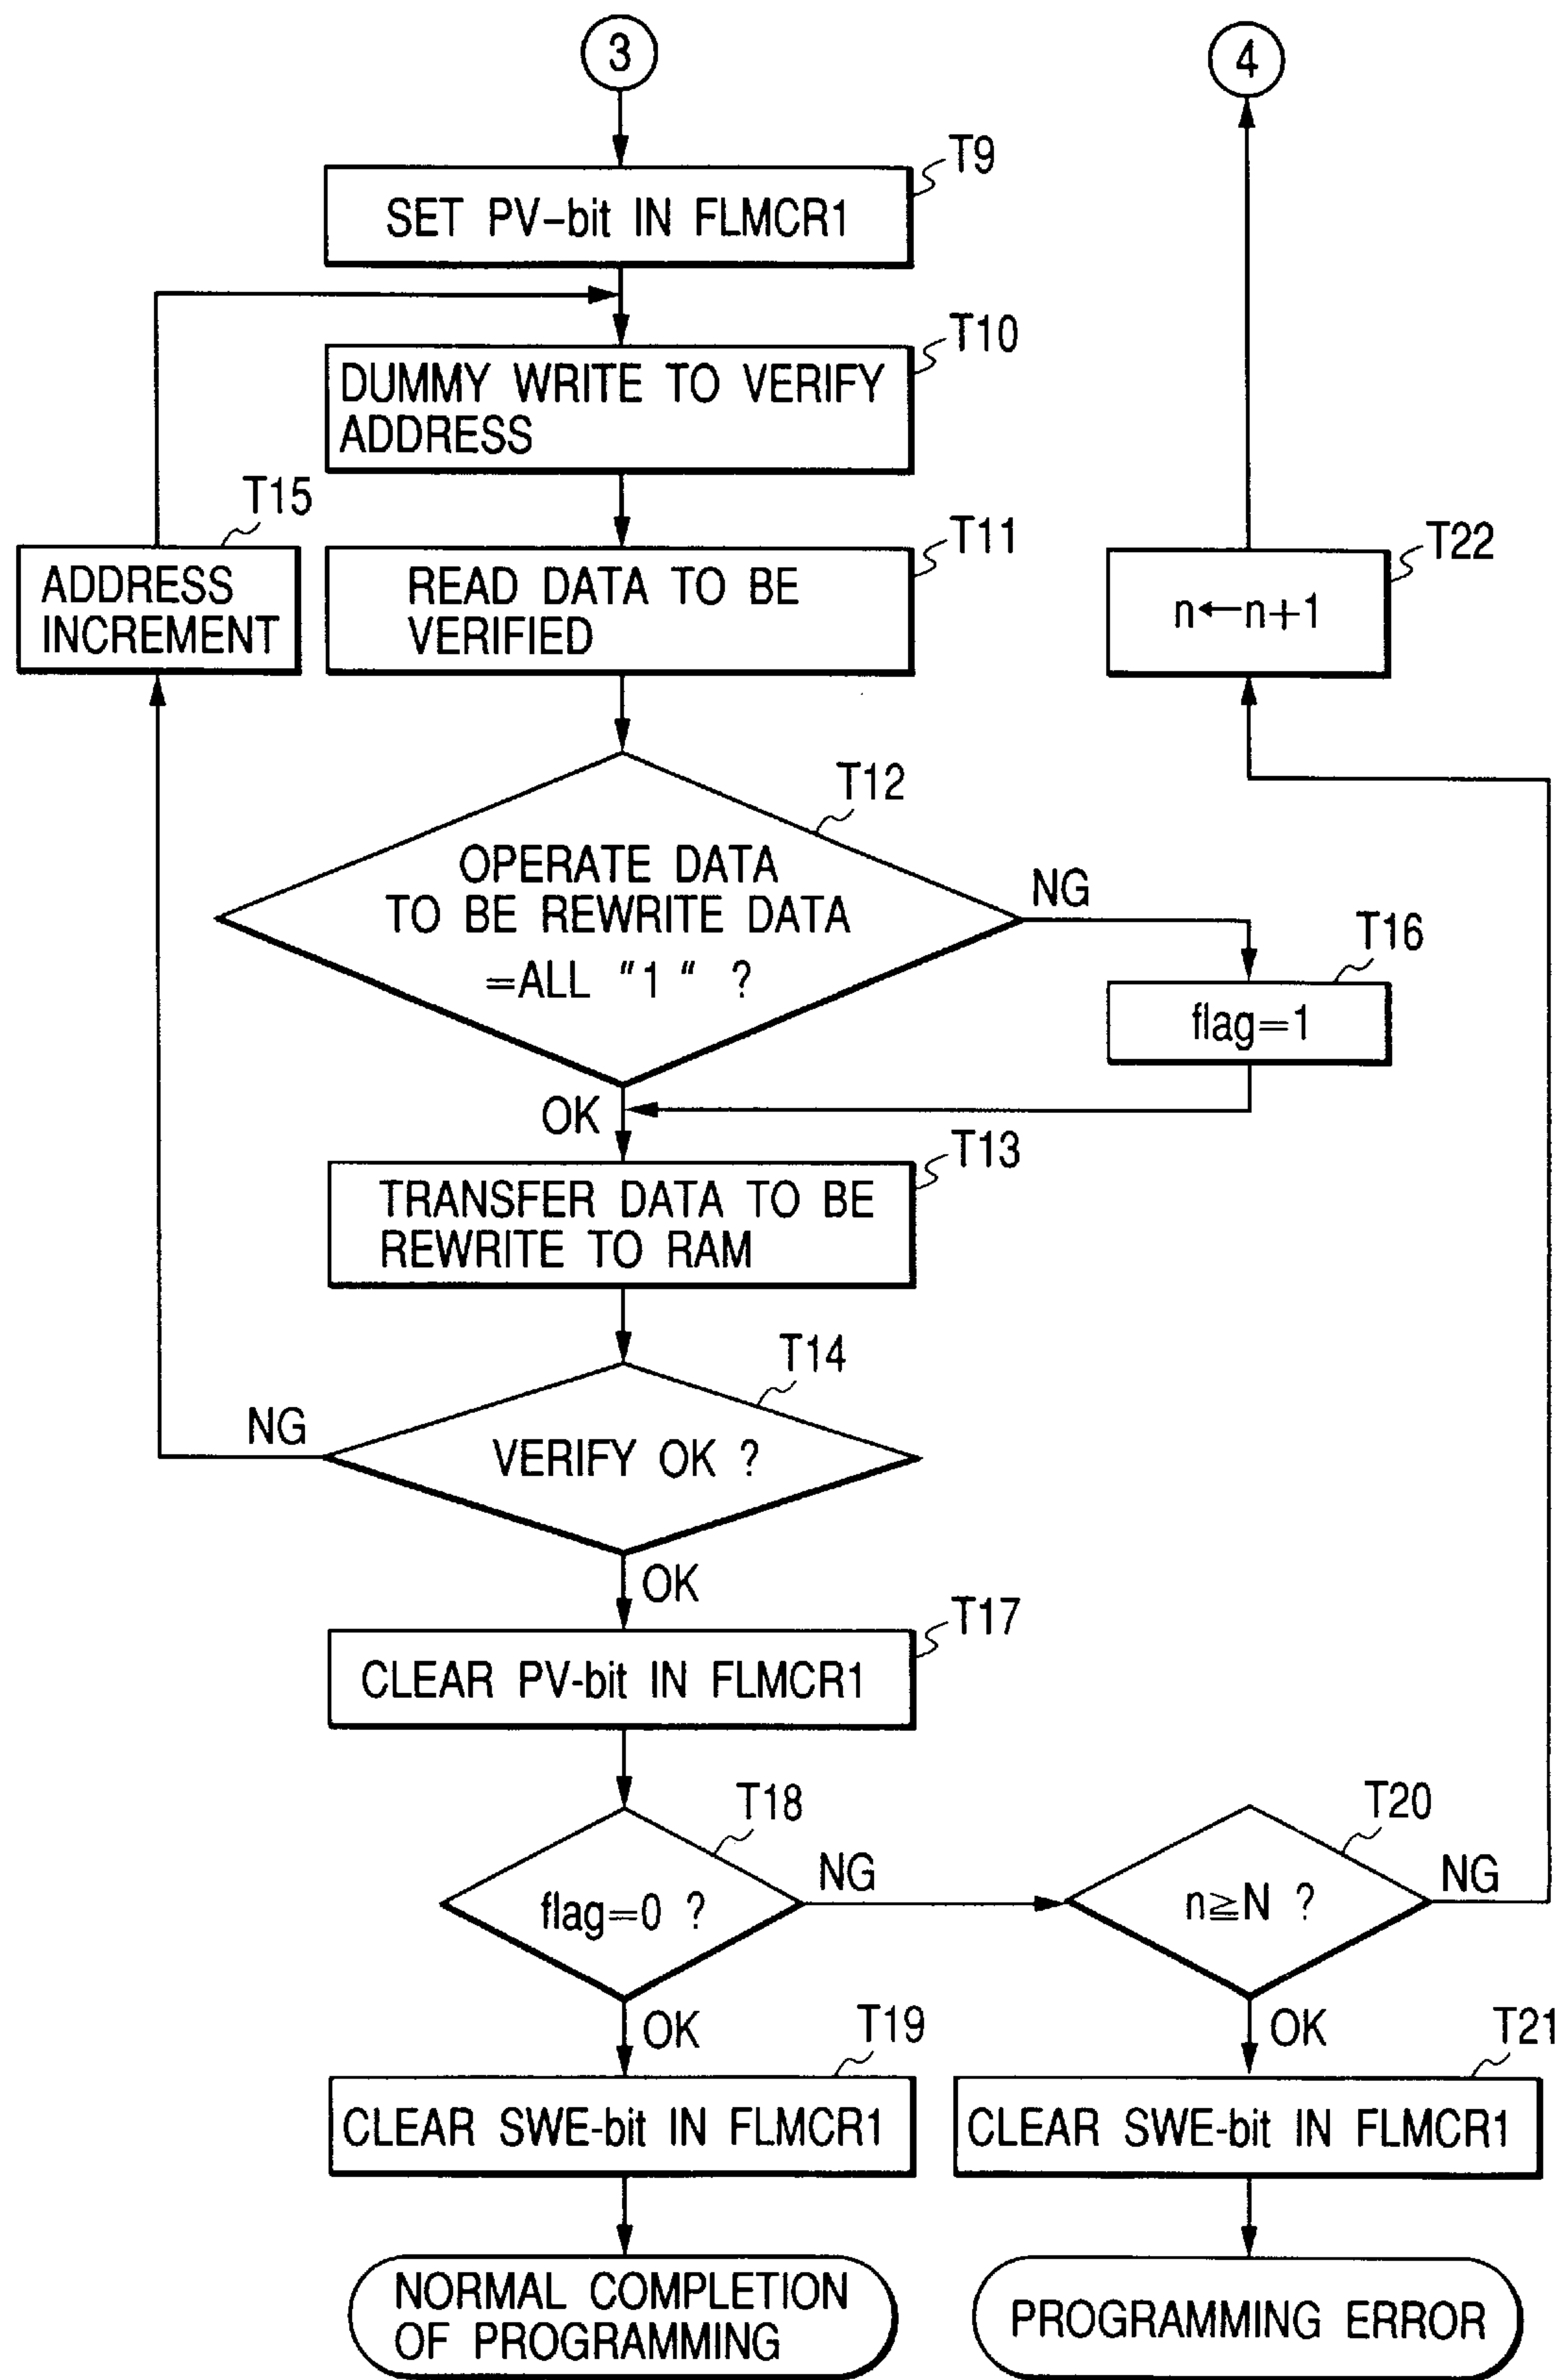 3
4
T9
SET PV-bit IN FLMCR1
T10
DUMMY WRITE TO VERIFY
ADDRESS
T15
ADDRESS
INCREMENT
T11
READ DATA TO BE
VERIFIED
T22
n←n+1
T12
OPERATE DATA
TO BE REWRITE DATA
=ALL "1" ?
NG
T16
flag=1
OK
T13
TRANSFER DATA TO BE
REWRITE TO RAM
T14
NG
VERIFY OK ?
OK
T17
CLEAR PV-bit IN FLMCR1
T18
flag=0 ?
NG
T20
n≧N ?
NG
OK
T19
CLEAR SWE-bit IN FLMCR1
OK
T21
CLEAR SWE-bit IN FLMCR1
NORMAL COMPLETION
OF PROGRAMMING
PROGRAMMING ERROR